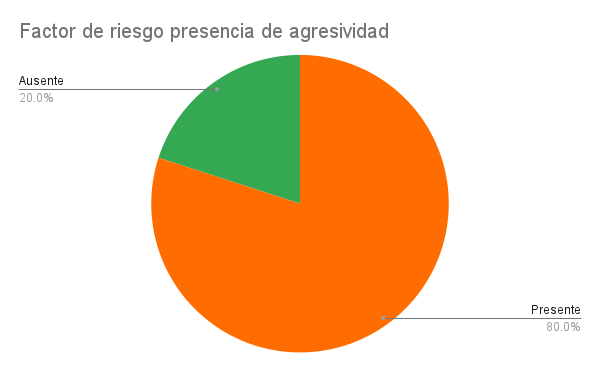 Factor de riesgo presencia de agresividad
Ausente
20.0%
Presente
80.0%